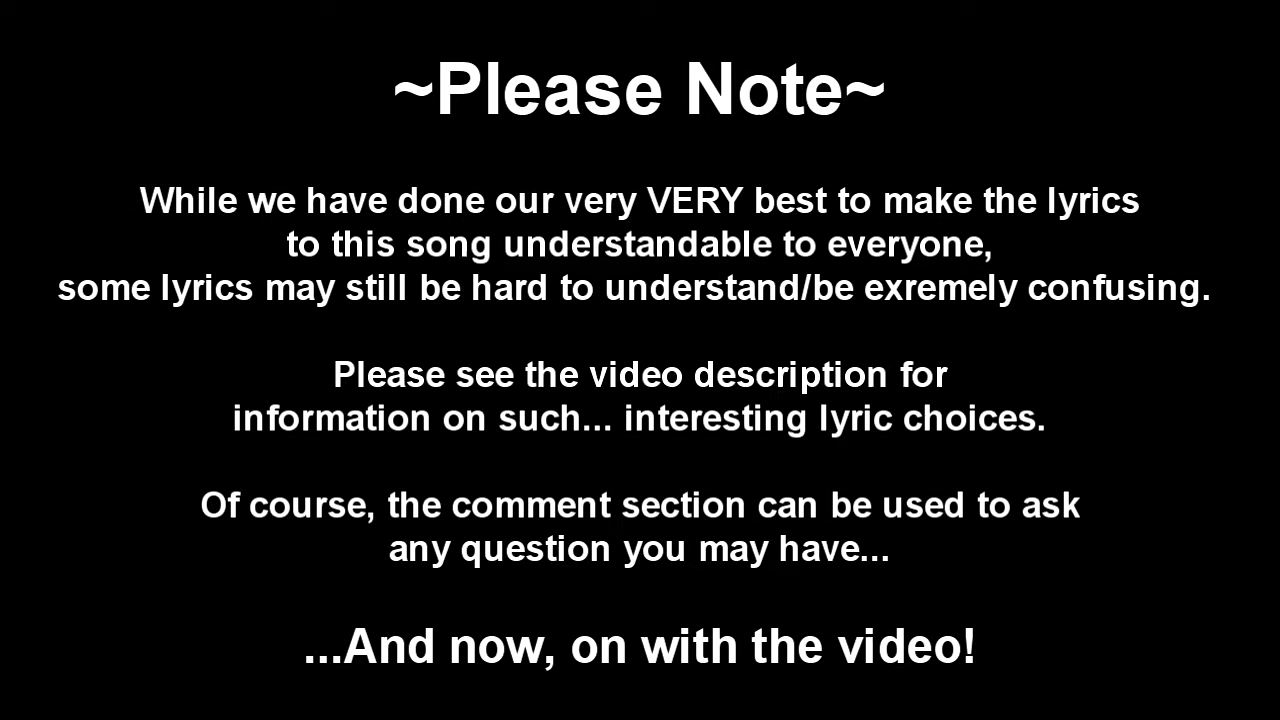 ~Please Note~
While we have done our very VERY best to make the lyrics
to this song understandable to everyone,
some lyrics may still be hard to understand/be exremely confusing.
Please see the video description for
information on such... interesting lyric choices.
Of course, the comment section can be used to ask
any question you may have...
...And now, on with the video!